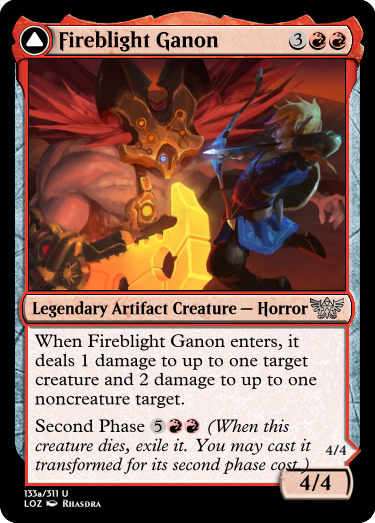 Fireblight Ganon 3
Legendary Artifact Creature — Horror
When Fireblight Ganon enters, it
deals 1 damage to up to one target
creature and 2 damage to up to one
noncreature target.
Second Phase 5 (When this
creature dies, exile it. You may cast it
transformed for its second phase cost.)
4/4
4/4
133a/311 U
LOZ Rhasdra